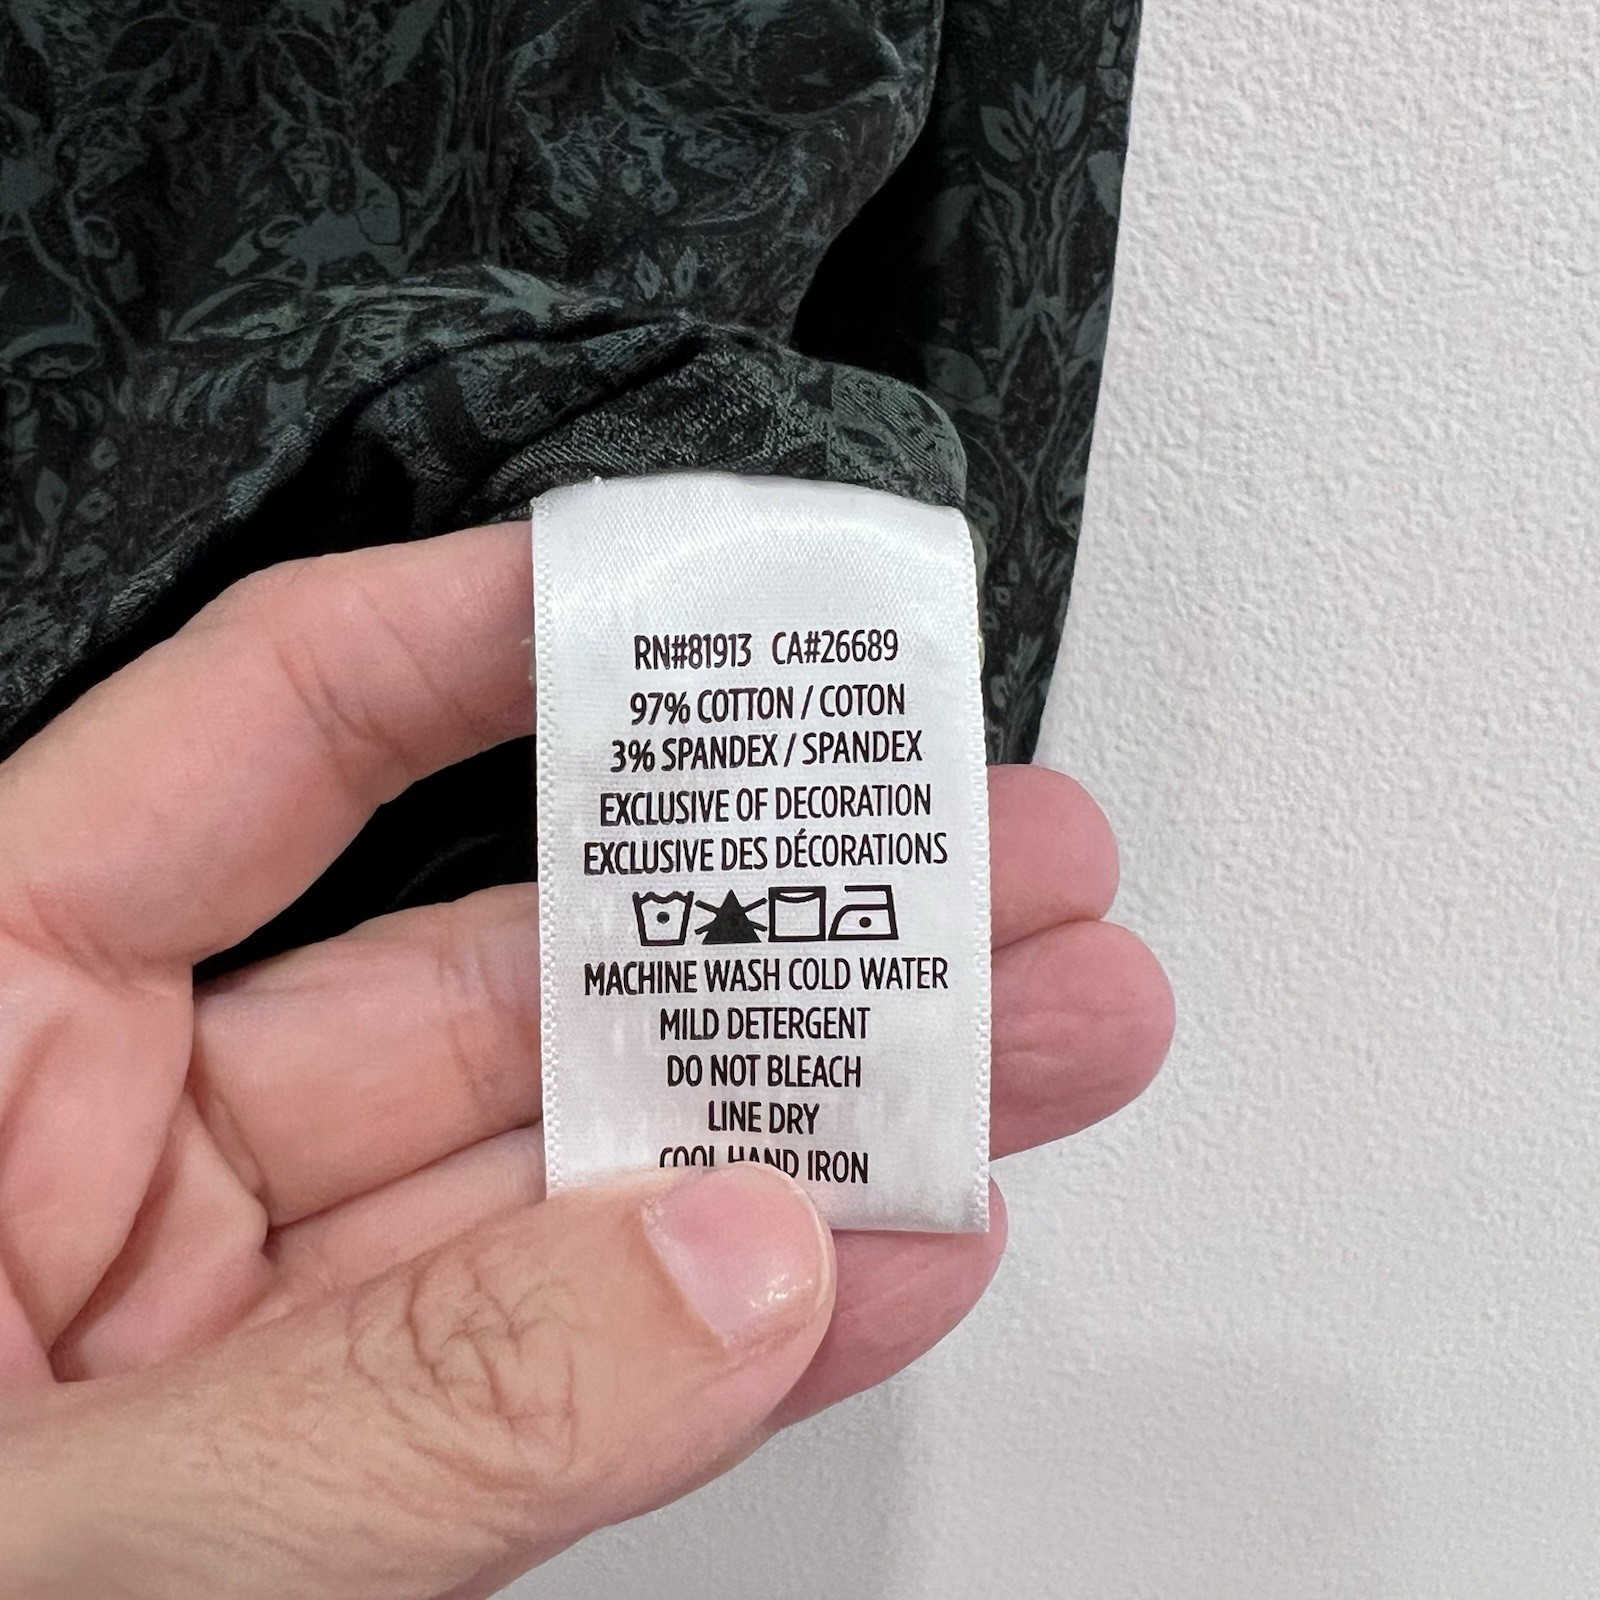 RN#81913 CA#26689
97% COTTON / COTON
3% SPANDEX / SPANDEX
EXCLUSIVE OF DECORATION
EXCLUSIVE DES DÉCORATIONS
MACHINE WASH COLD WATER
MILD DETERGENT
DO NOT BLEACH
LINE DRY
COOL HAND IRON